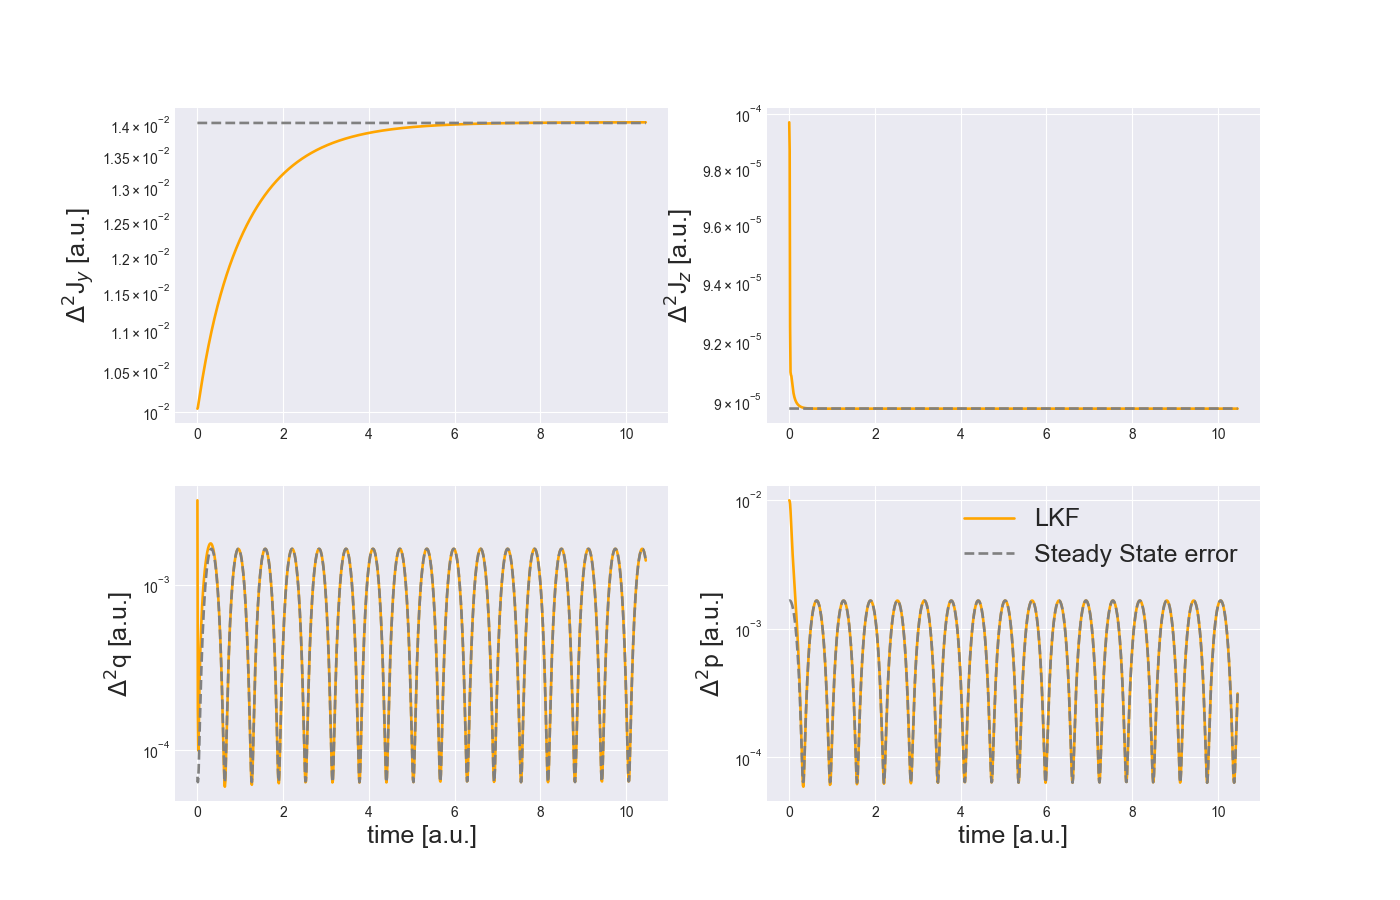 Δ²J_y [a.u.]
1.4 × 10⁻²
1.35 × 10⁻²
1.3 × 10⁻²
1.25 × 10⁻²
1.2 × 10⁻²
1.15 × 10⁻²
1.1 × 10⁻²
1.05 × 10⁻²
10⁻²
0 2 4 6 8 10
Δ²J_z [a.u.]
10⁻⁴
9.8 × 10⁻⁵
9.6 × 10⁻⁵
9.4 × 10⁻⁵
9.2 × 10⁻⁵
9 × 10⁻⁵
0 2 4 6 8 10
Δ²q [a.u.]
10⁻³
10⁻⁴
0 2 4 6 8 10
time [a.u.]
Δ²p [a.u.]
10⁻²
10⁻³
10⁻⁴
LKF
Steady State error
0 2 4 6 8 10
time [a.u.]